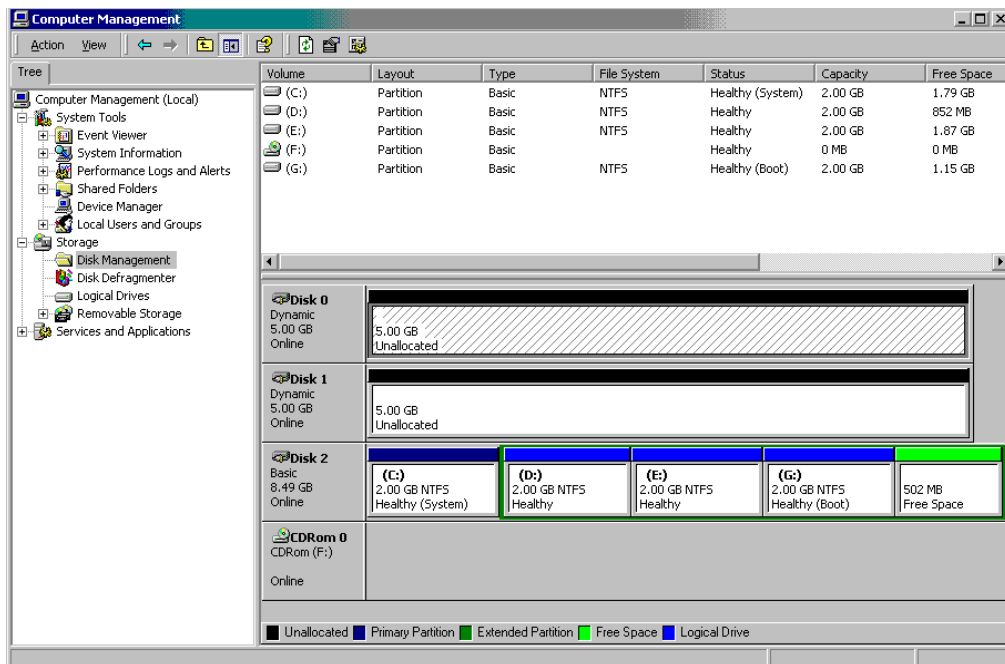 Computer Management
Action View
Tree
Computer Management (Local)
System Tools
Event Viewer
System Information
Performance Logs and Alerts
Shared Folders
Device Manager
Local Users and Groups
Storage
Disk Management
Disk Defragmenter
Logical Drives
Removable Storage
Services and Applications
Volume Layout Type File System Status Capacity Free Space
(C:) Partition Basic NTFS Healthy (System) 2.00 GB 1.79 GB
(D:) Partition Basic NTFS Healthy 2.00 GB 852 MB
(E:) Partition Basic NTFS Healthy 2.00 GB 1.87 GB
(F:) Partition Basic Healthy 0 MB 0 MB
(G:) Partition Basic NTFS Healthy (Boot) 2.00 GB 1.15 GB
Disk 0
Dynamic
5.00 GB
Online
5.00 GB
Unallocated
Disk 1
Dynamic
5.00 GB
Online
5.00 GB
Unallocated
Disk 2
Basic
8.49 GB
Online
(C:)
2.00 GB NTFS
Healthy (System)
(D:)
2.00 GB NTFS
Healthy
(E:)
2.00 GB NTFS
Healthy
(G:)
2.00 GB NTFS
Healthy (Boot)
502 MB
Free Space
CDRom 0
CDRom (F:)
Online
Unallocated Primary Partition Extended Partition Free Space Logical Drive